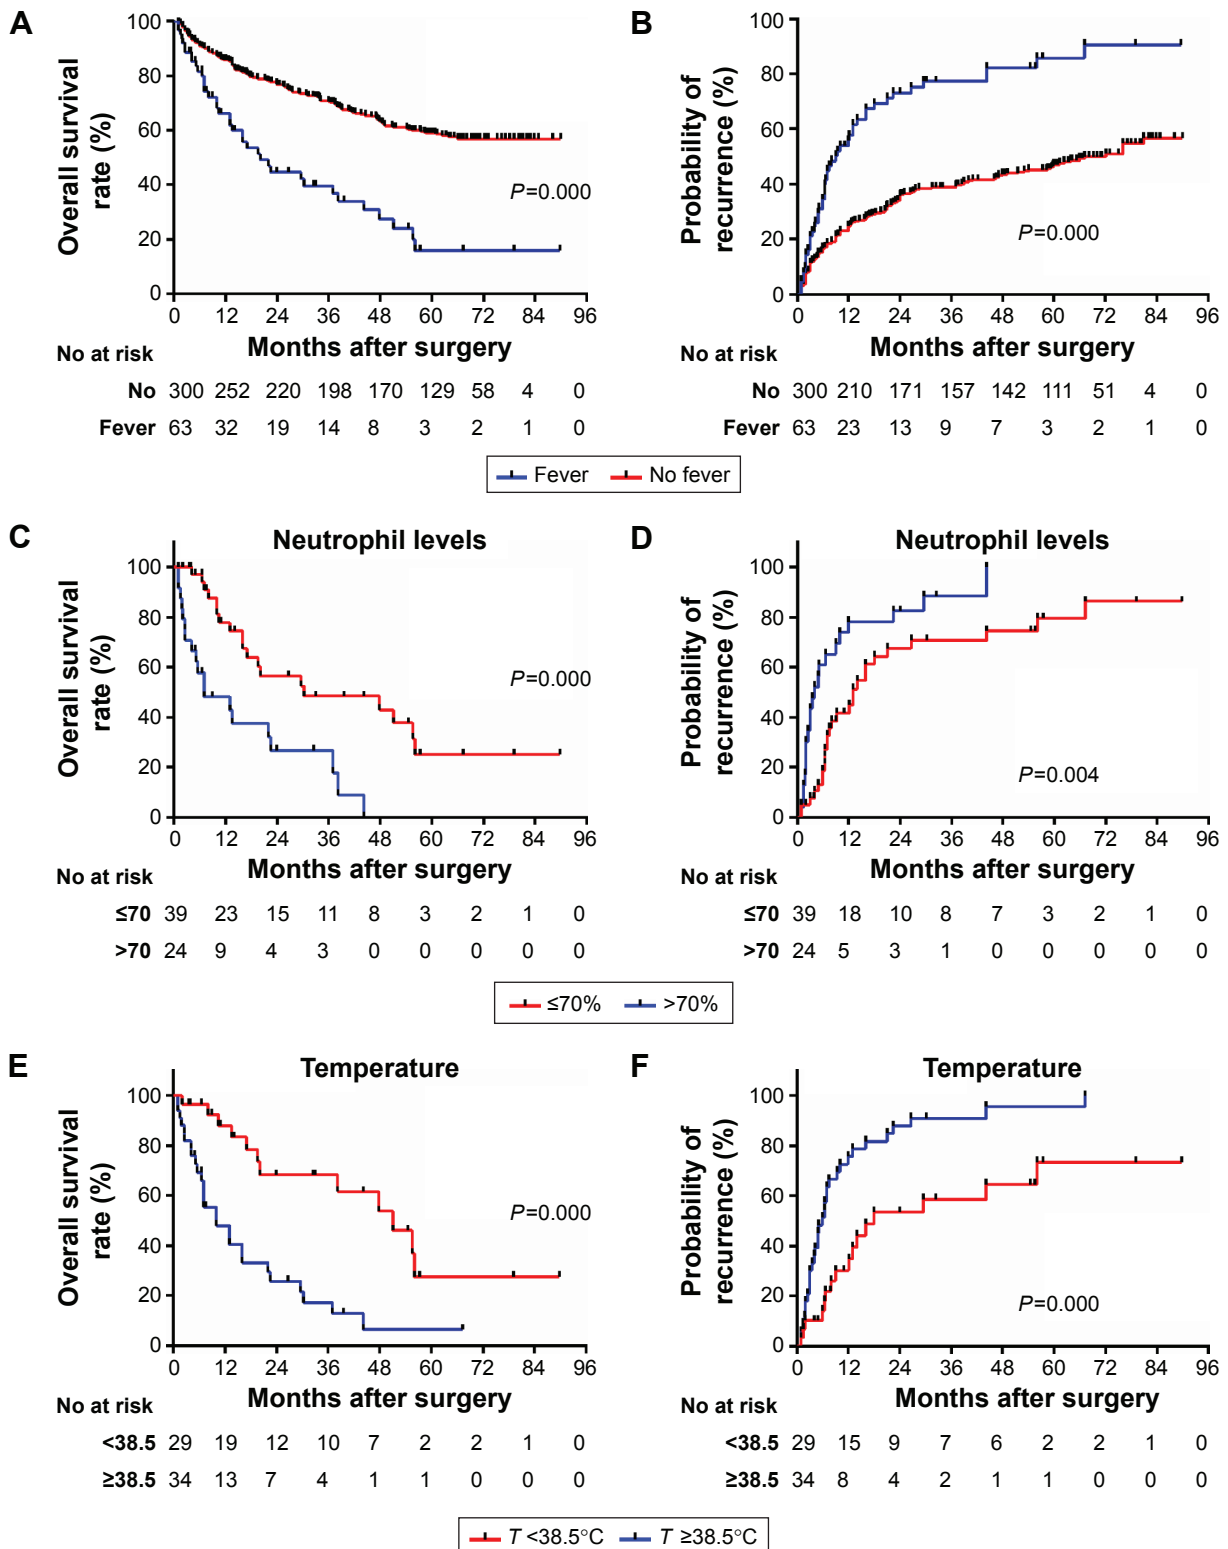 A
Overall survival
rate (%)
100
80
60
40
20
0
P=0.000
0 12 24 36 48 60 72 84 96
No at risk
Months after surgery
No 300 252 220 198 170 129 58 4 0
Fever 63 32 19 14 8 3 2 1 0
B
Probability of
recurrence (%)
100
80
60
40
20
0
P=0.000
0 12 24 36 48 60 72 84 96
No at risk
Months after surgery
No 300 210 171 157 142 111 51 4 0
Fever 63 23 13 9 7 3 2 1 0
Fever No fever
C
Neutrophil levels
Overall survival
rate (%)
100
80
60
40
20
0
P=0.000
0 12 24 36 48 60 72 84 96
No at risk
Months after surgery
≤70 39 23 15 11 8 3 2 1 0
>70 24 9 4 3 0 0 0 0 0
D
Neutrophil levels
Probability of
recurrence (%)
100
80
60
40
20
0
P=0.004
0 12 24 36 48 60 72 84 96
No at risk
Months after surgery
≤70 39 18 10 8 7 3 2 1 0
>70 24 5 3 1 0 0 0 0 0
≤70% >70%
E
Temperature
Overall survival
rate (%)
100
80
60
40
20
0
P=0.000
0 12 24 36 48 60 72 84 96
No at risk
Months after surgery
<38.5 29 19 12 10 7 2 2 1 0
≥38.5 34 13 7 4 1 1 0 0 0
F
Temperature
Probability of
recurrence (%)
100
80
60
40
20
0
P=0.000
0 12 24 36 48 60 72 84 96
No at risk
Months after surgery
<38.5 29 15 9 7 6 2 2 1 0
≥38.5 34 8 4 2 1 1 0 0 0
T <38.5°C T ≥38.5°C